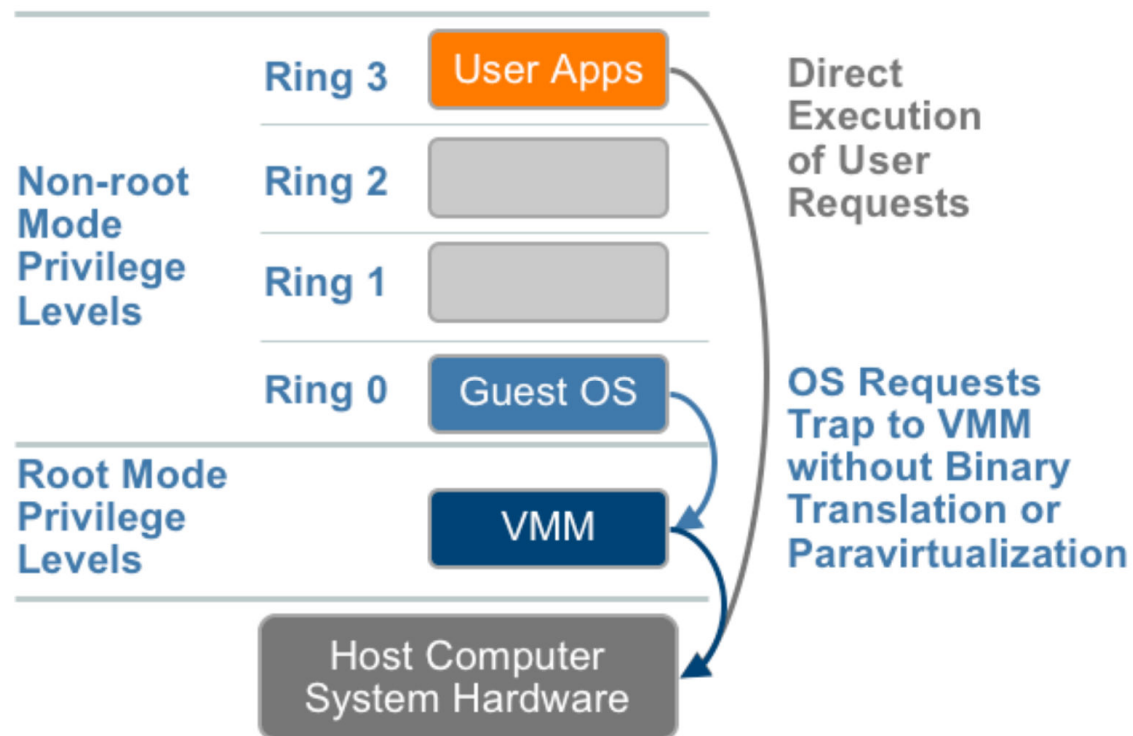 Ring 3
User Apps
Direct
Execution
of User
Requests
Non-root
Mode
Privilege
Levels
Ring 2
Ring 1
Ring 0
Guest OS
OS Requests
Trap to VMM
without Binary
Translation or
Paravirtualization
Root Mode
Privilege
Levels
VMM
Host Computer
System Hardware